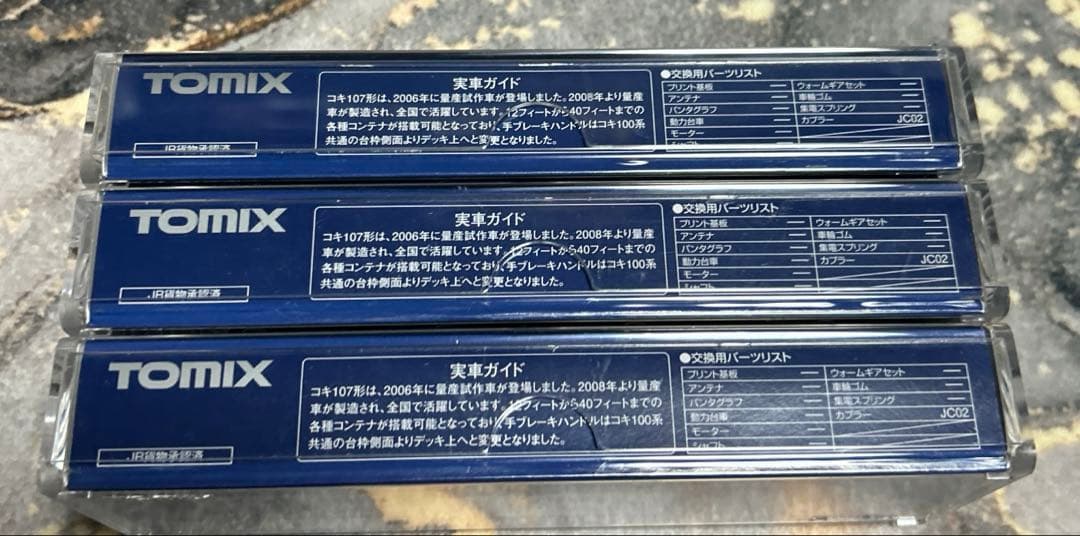 TOMIX
実車ガイド
コキ107形は、2006年に量産試作車が登場しました。2008年より量産
車が製造され、全国で活躍しています。12フィートから40フィートまでの
各種コンテナが搭載可能となっており、手ブレーキハンドルはコキ100系
共通の台枠側面よりデッキ上へと変更となりました。
●交換用パーツリスト
プリント基板 — ウォームギアセット —
アンテナ — 車輪ゴム —
パンタグラフ — 集電スプリング —
動力台車 — カプラー JC02
モーター —
シャフト
JR貨物承認済
TOMIX
実車ガイド
コキ107形は、2006年に量産試作車が登場しました。2008年より量産
車が製造され、全国で活躍しています。12フィートから40フィートまでの
各種コンテナが搭載可能となっており、手ブレーキハンドルはコキ100系
共通の台枠側面よりデッキ上へと変更となりました。
●交換用パーツリスト
プリント基板 — ウォームギアセット —
アンテナ — 車輪ゴム —
パンタグラフ — 集電スプリング —
動力台車 — カプラー JC02
モーター —
シャフト —
JR貨物承認済
TOMIX
実車ガイド
コキ107形は、2006年に量産試作車が登場しました。2008年より量産
車が製造され、全国で活躍しています。12フィートから40フィートまでの
各種コンテナが搭載可能となっており、手ブレーキハンドルはコキ100系
共通の台枠側面よりデッキ上へと変更となりました。
●交換用パーツリスト
プリント基板 — ウォームギアセット —
アンテナ — 車輪ゴム —
パンタグラフ — 集電スプリング —
動力台車 — カプラー JC02
モーター —
シャフト —
JR貨物承認済